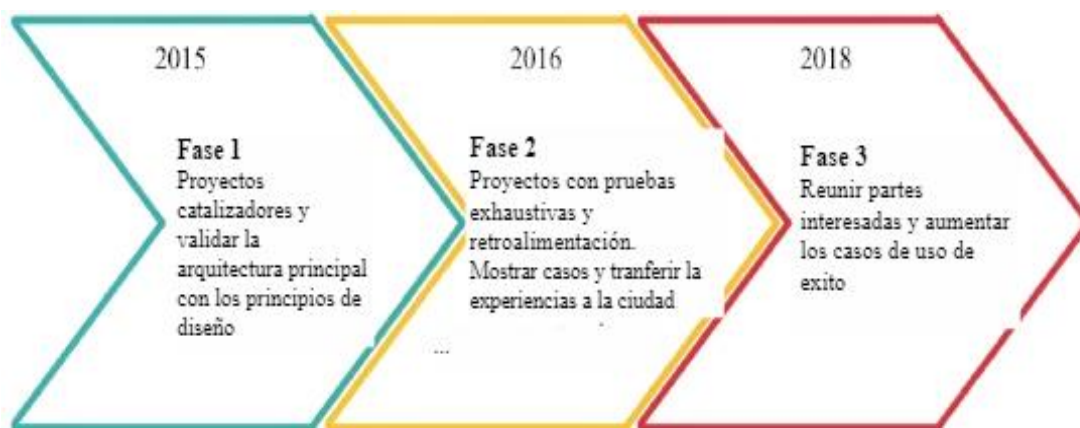 2015
Fase 1
Proyectos
catalizadores y
validar la
arquitectura principal
con los principios de
diseño
2016
Fase 2
Proyectos con pruebas
exhaustivas y
retroalimentación.
Mostrar casos y tranferir la
experiencias a la ciudad
...
2018
Fase 3
Reunir partes
interesadas y aumentar
los casos de uso de
exito